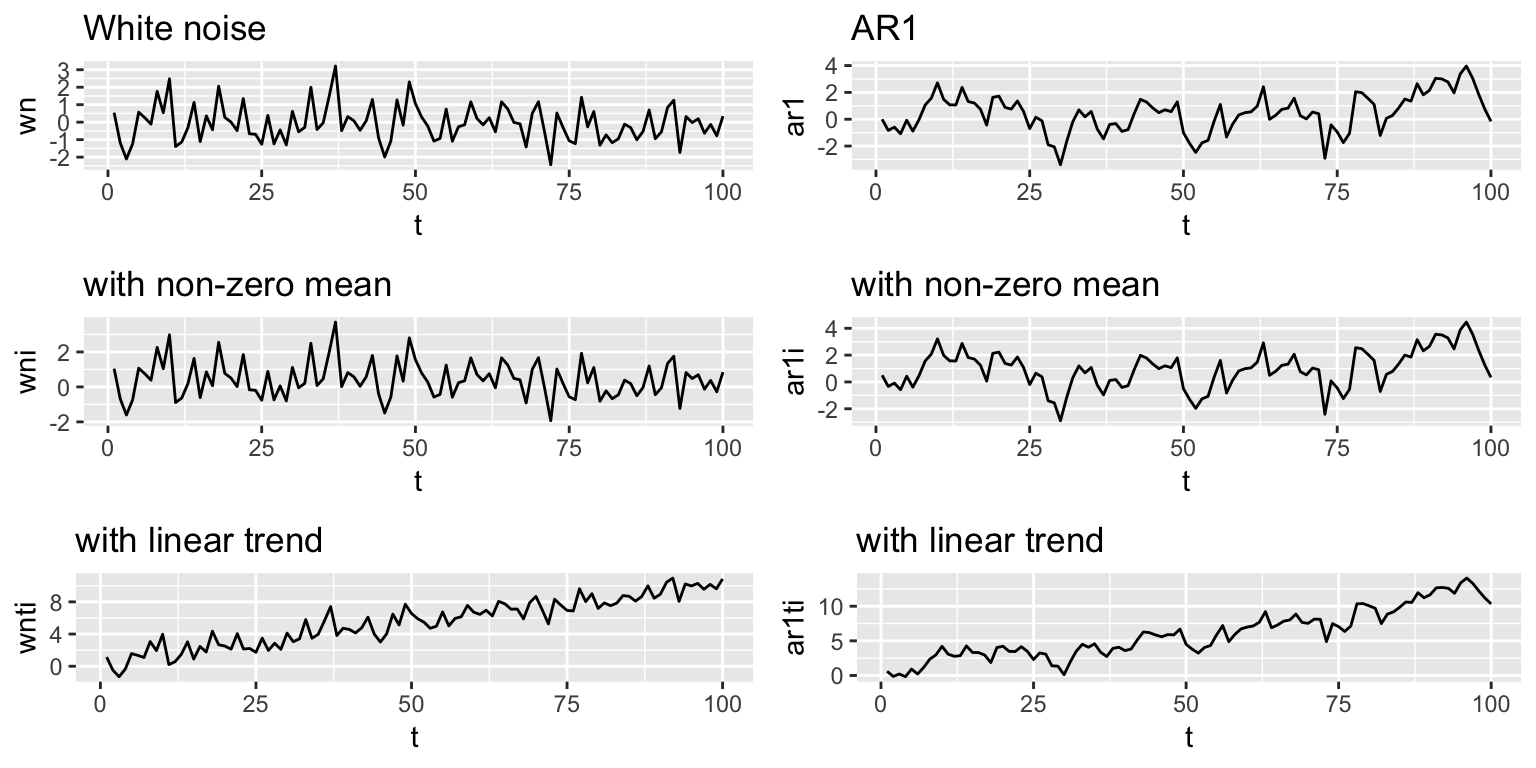 White noise
wn
3
2
1
0
-1
-2
0 25 50 75 100
t
AR1
ar1
4
2
0
-2
0 25 50 75 100
t
with non-zero mean
wni
2
0
-2
0 25 50 75 100
t
with non-zero mean
ar1i
4
2
0
-2
0 25 50 75 100
t
with linear trend
wnti
8
4
0
0 25 50 75 100
t
with linear trend
ar1ti
10
5
0
0 25 50 75 100
t